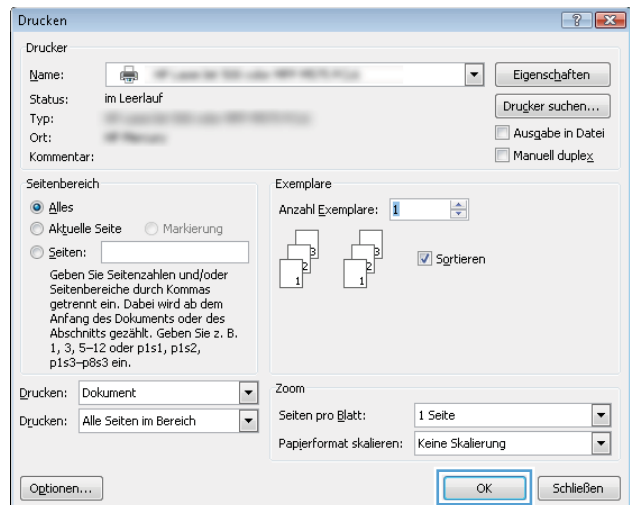 Drucken
Drucker
Name:
Eigenschaften
Status: im Leerlauf
Drucker suchen...
Typ:
Ort:
Ausgabe in Datei
Kommentar:
Manuell duplex
Seitenbereich
Alles
Aktuelle Seite Markierung
Seiten:
Geben Sie Seitenzahlen und/oder
Seitenbereiche durch Kommas
getrennt ein. Dabei wird ab dem
Anfang des Dokuments oder des
Abschnitts gezählt. Geben Sie z. B.
1, 3, 5–12 oder p1s1, p1s2,
p1s3–p8s3 ein.
Exemplare
Anzahl Exemplare: 1
3 3
2 2
1 1
Sortieren
Drucken: Dokument
Drucken: Alle Seiten im Bereich
Zoom
Seiten pro Blatt: 1 Seite
Papierformat skalieren: Keine Skalierung
Optionen...
OK
Schließen